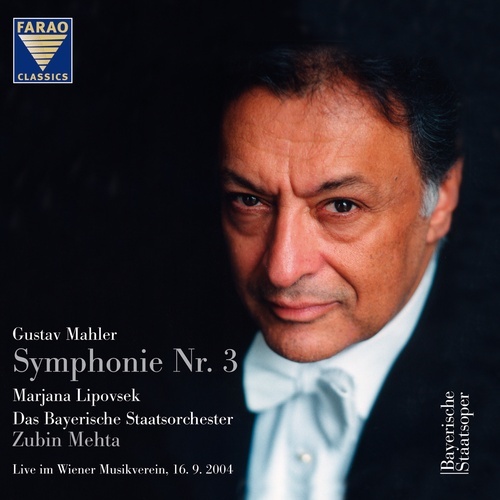 FARAO
CLASSICS
Gustav Mahler
Symphonie Nr. 3
Marjana Lipovsek
Das Bayerische Staatsorchester
Zubin Mehta
Live im Wiener Musikverein, 16. 9. 2004
Bayerische
Staatsoper